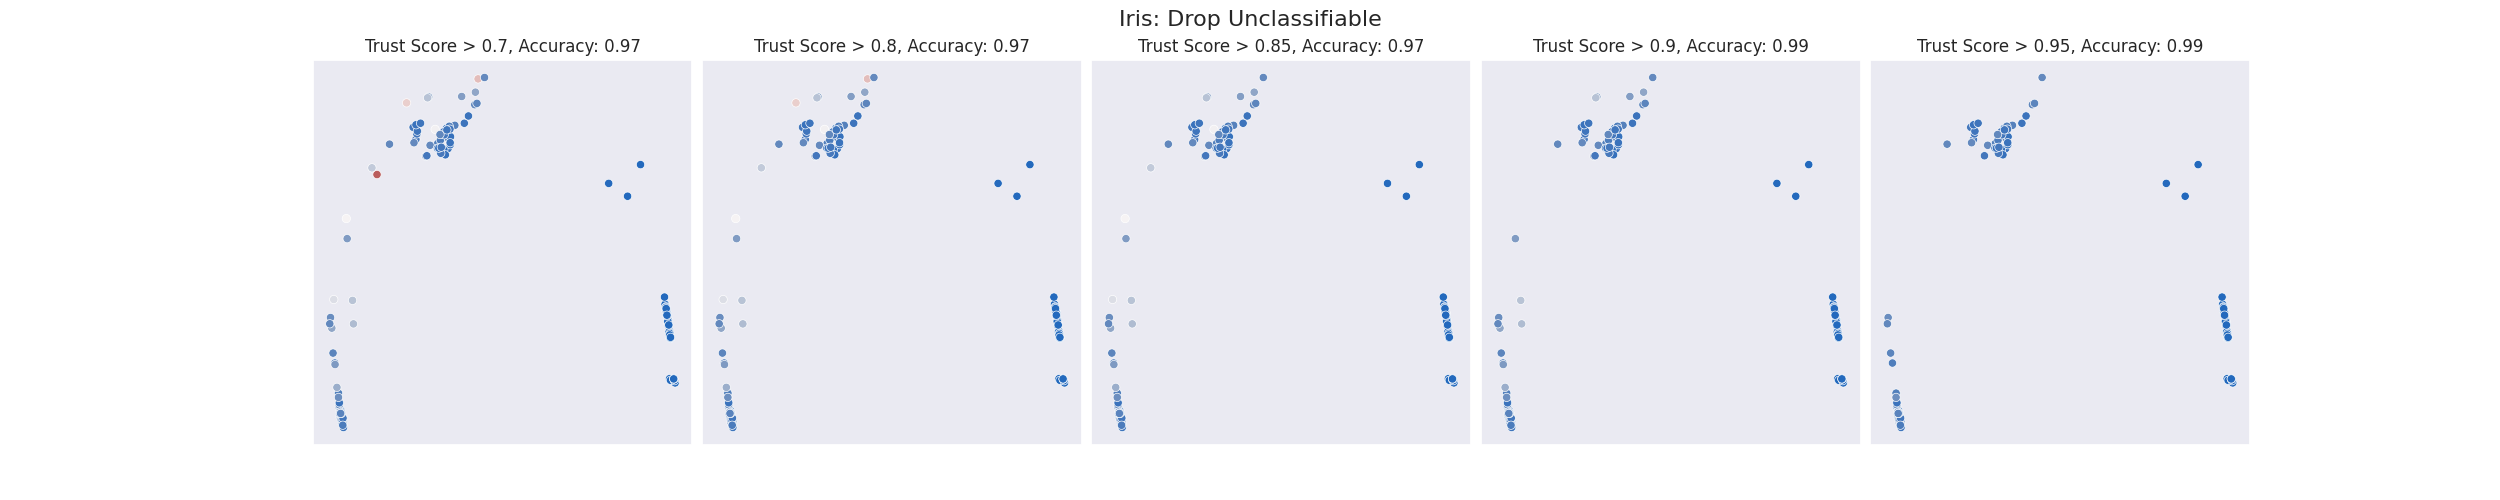 Iris: Drop Unclassifiable
Trust Score > 0.7, Accuracy: 0.97
Trust Score > 0.8, Accuracy: 0.97
Trust Score > 0.85, Accuracy: 0.97
Trust Score > 0.9, Accuracy: 0.99
Trust Score > 0.95, Accuracy: 0.99